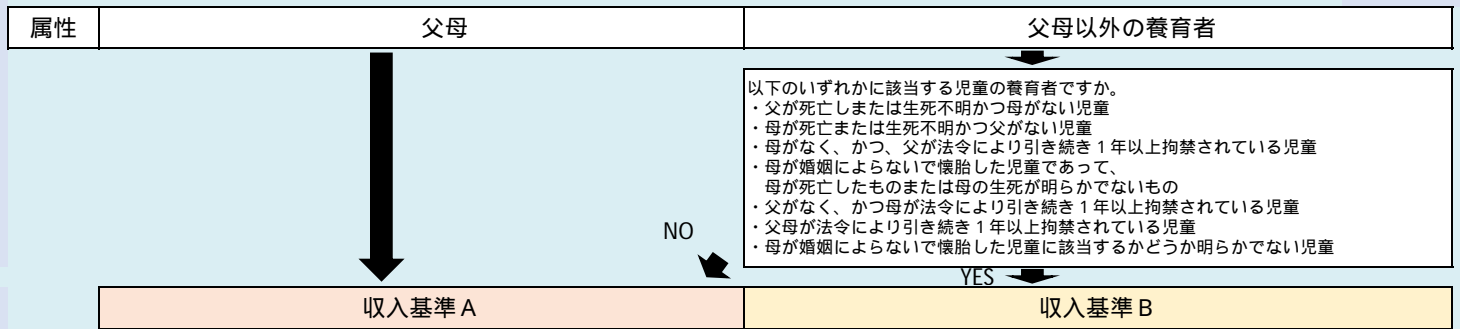 属性 父母 父母以外の養育者
以下のいずれかに該当する児童の養育者ですか。
・父が死亡しまたは生死不明かつ母がない児童
・母が死亡または生死不明かつ父がない児童
・母がなく、かつ、父が法令により引き続き１年以上拘禁されている児童
・母が婚姻によらないで懐胎した児童であって、
母が死亡したものまたは母の生死が明らかでないもの
・父がなく、かつ母が法令により引き続き１年以上拘禁されている児童
・父母が法令により引き続き１年以上拘禁されている児童
・母が婚姻によらないで懐胎した児童に該当するかどうか明らかでない児童
NO
YES
収入基準Ａ 収入基準Ｂ